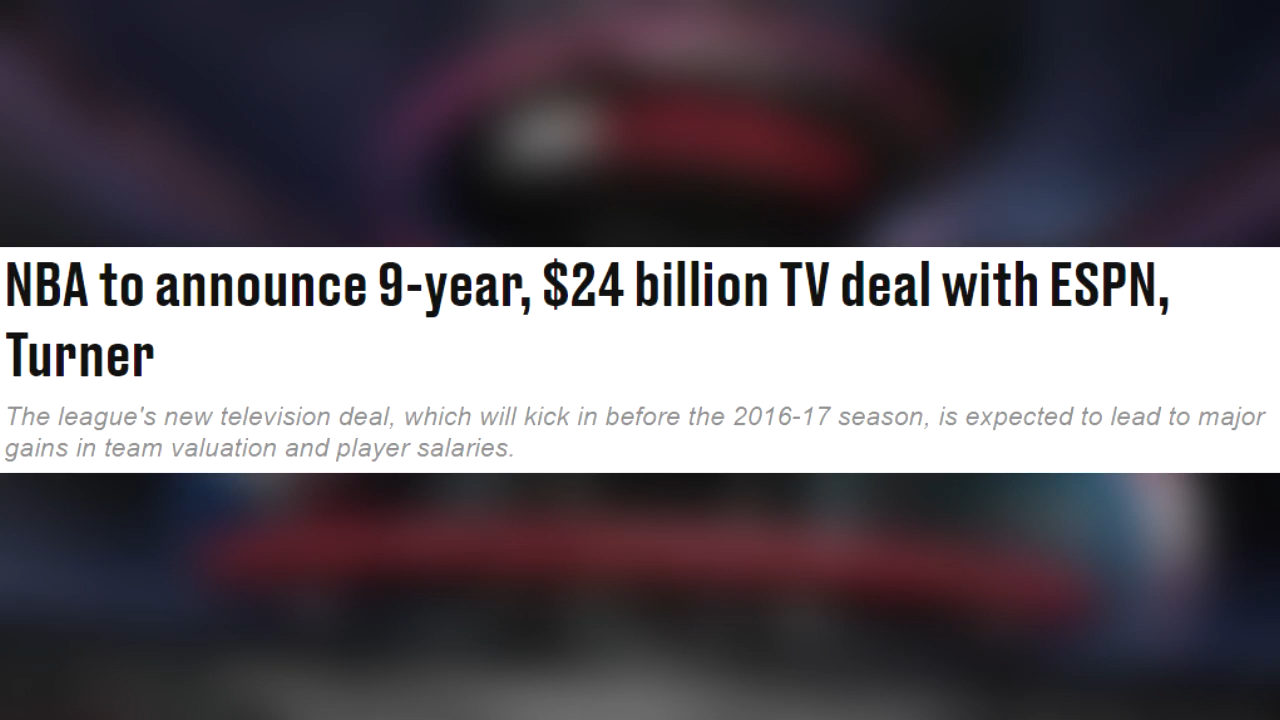 NBA to announce 9-year, $24 billion TV deal with ESPN,
Turner
The league's new television deal, which will kick in before the 2016-17 season, is expected to lead to major
gains in team valuation and player salaries.